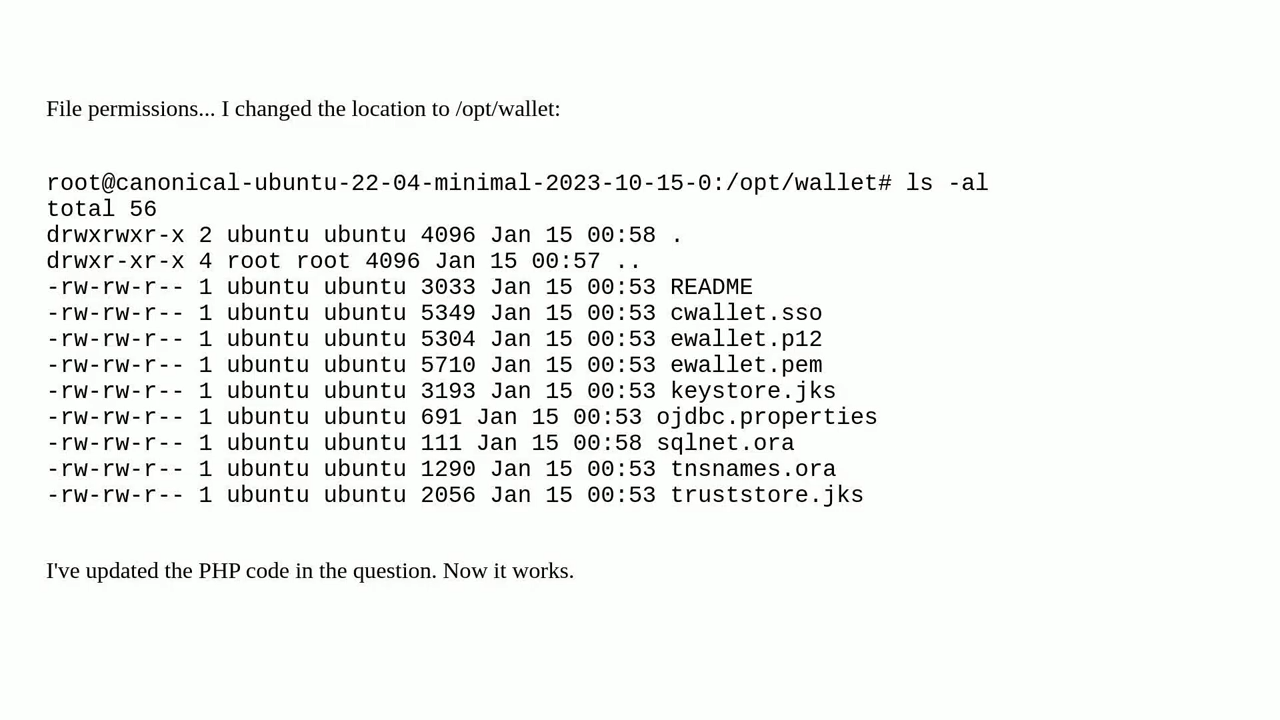 File permissions... I changed the location to /opt/wallet:
root@canonical-ubuntu-22-04-minimal-2023-10-15-0:/opt/wallet# ls -al
total 56
drwxrwxr-x 2 ubuntu ubuntu 4096 Jan 15 00:58 .
drwxr-xr-x 4 root root 4096 Jan 15 00:57 ..
-rw-rw-r-- 1 ubuntu ubuntu 3033 Jan 15 00:53 README
-rw-rw-r-- 1 ubuntu ubuntu 5349 Jan 15 00:53 cwallet.sso
-rw-rw-r-- 1 ubuntu ubuntu 5304 Jan 15 00:53 ewallet.p12
-rw-rw-r-- 1 ubuntu ubuntu 5710 Jan 15 00:53 ewallet.pem
-rw-rw-r-- 1 ubuntu ubuntu 3193 Jan 15 00:53 keystore.jks
-rw-rw-r-- 1 ubuntu ubuntu 691 Jan 15 00:53 ojdbc.properties
-rw-rw-r-- 1 ubuntu ubuntu 111 Jan 15 00:58 sqlnet.ora
-rw-rw-r-- 1 ubuntu ubuntu 1290 Jan 15 00:53 tnsnames.ora
-rw-rw-r-- 1 ubuntu ubuntu 2056 Jan 15 00:53 truststore.jks
I've updated the PHP code in the question. Now it works.